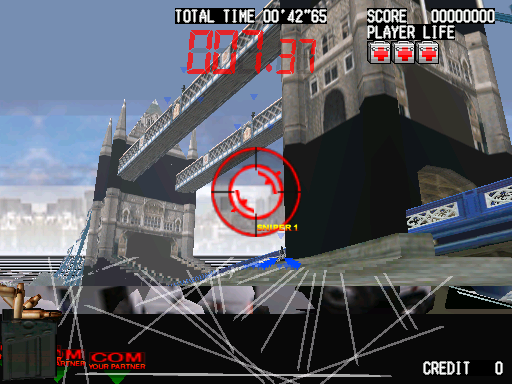 TOTAL TIME 00'42"65
SCORE 00000000
PLAYER LIFE
007.37
SNIPER 1
COM
YOUR PARTNER
CREDIT 0